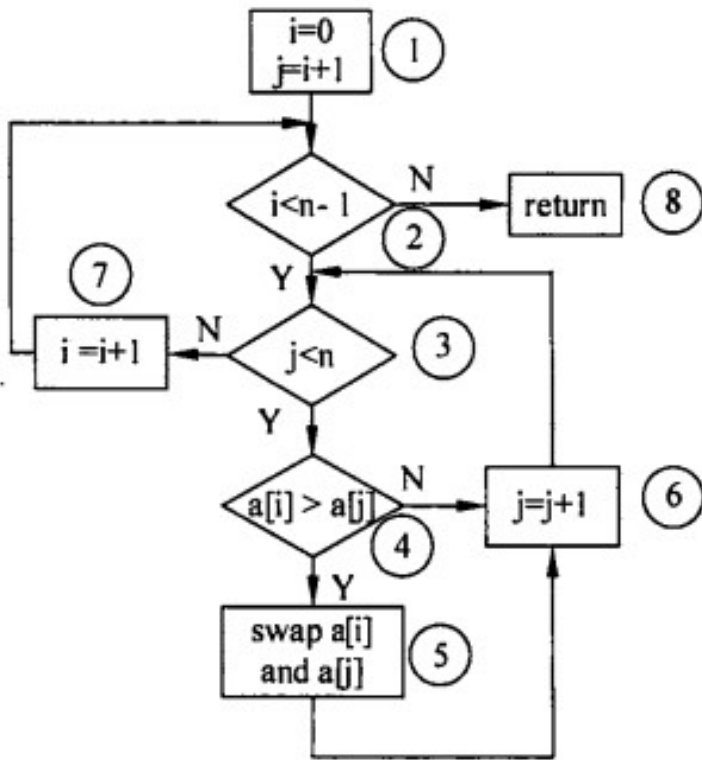 i=0
j=i+1
1
i<n-1
N
return
8
2
Y
7
i =i+1
N
j<n
3
Y
a[i] > a[j]
N
j=j+1
6
4
Y
swap a[i]
and a[j]
5